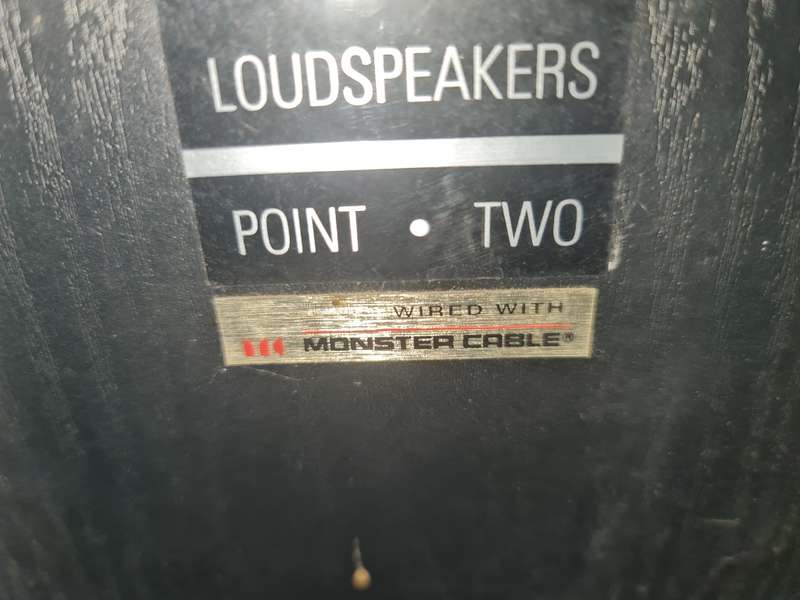 LOUDSPEAKERS
POINT • TWO
WIRED WITH
MONSTER CABLE®